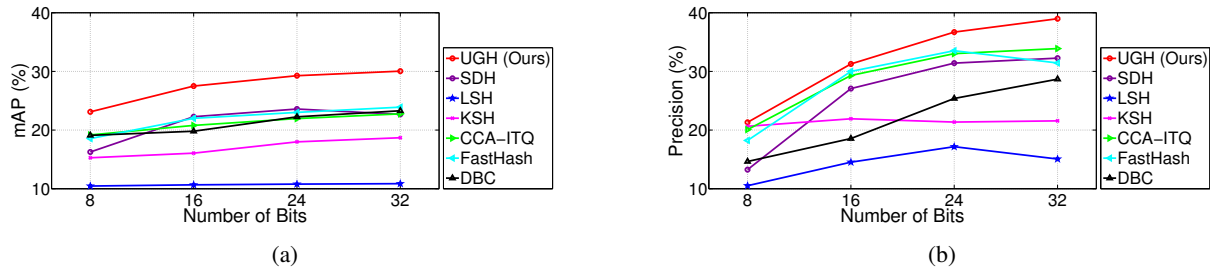 40
30
20
10
mAP (%)
8
16
24
32
Number of Bits
UGH (Ours)
SDH
LSH
KSH
CCA-ITQ
FastHash
DBC
(a)
40
30
20
10
Precision (%)
8
16
24
32
Number of Bits
UGH (Ours)
SDH
LSH
KSH
CCA-ITQ
FastHash
DBC
(b)